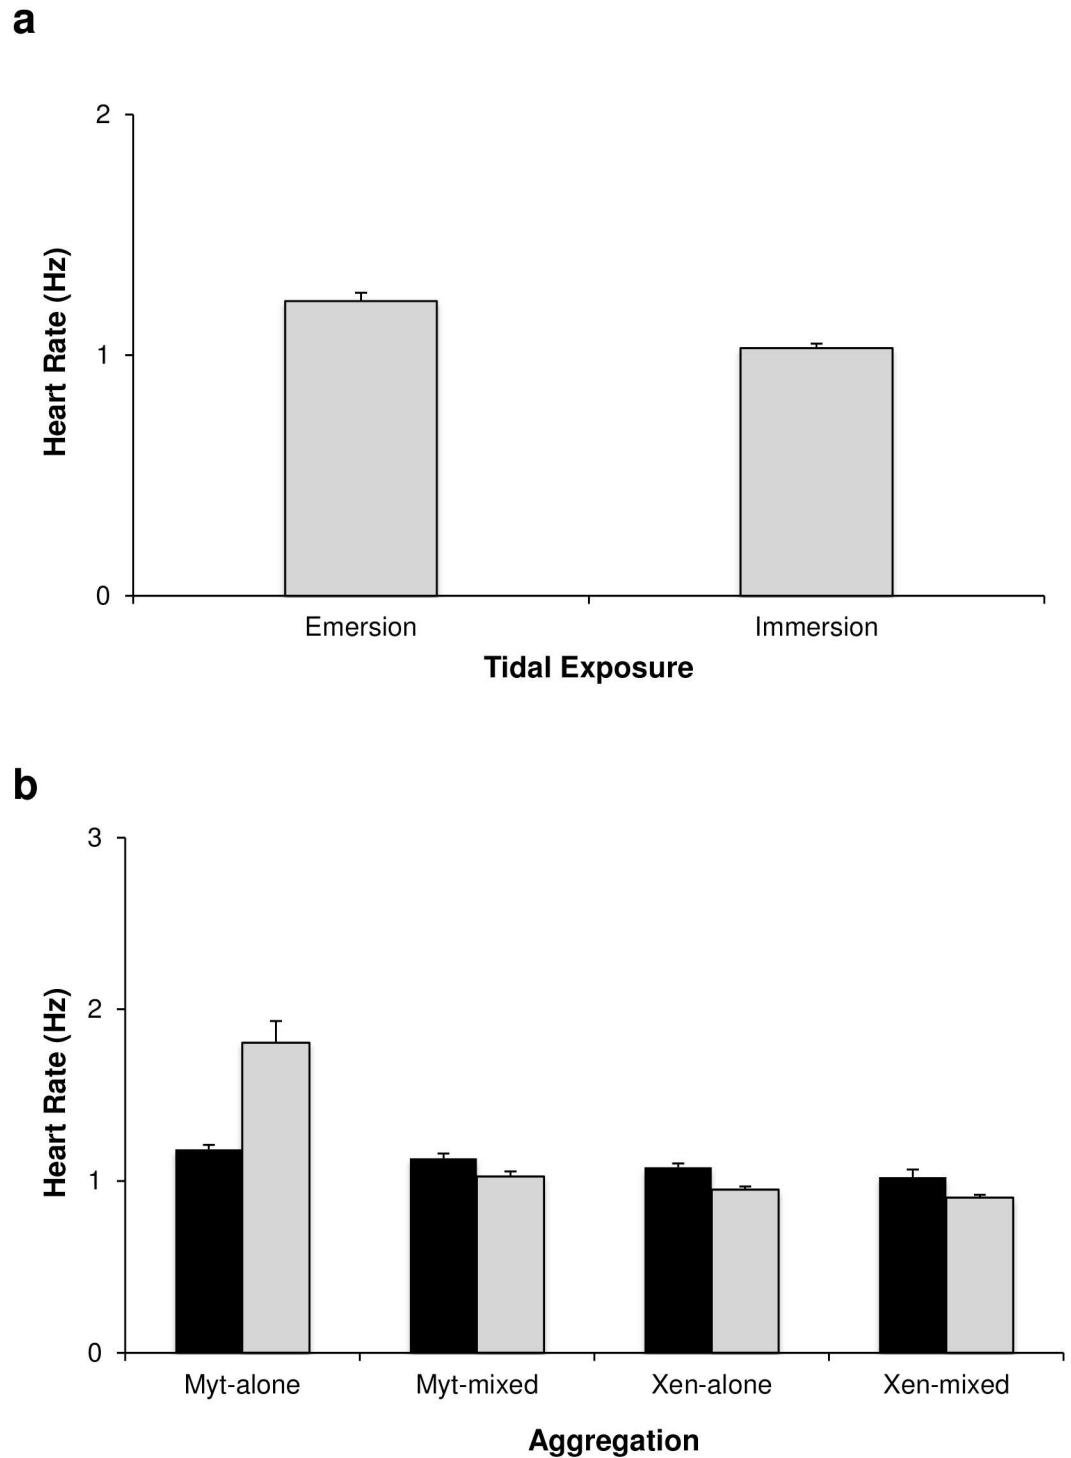 a
2
1
0
Heart Rate (Hz)
Emersion Immersion
Tidal Exposure
b
3
2
1
0
Heart Rate (Hz)
Myt-alone Myt-mixed Xen-alone Xen-mixed
Aggregation